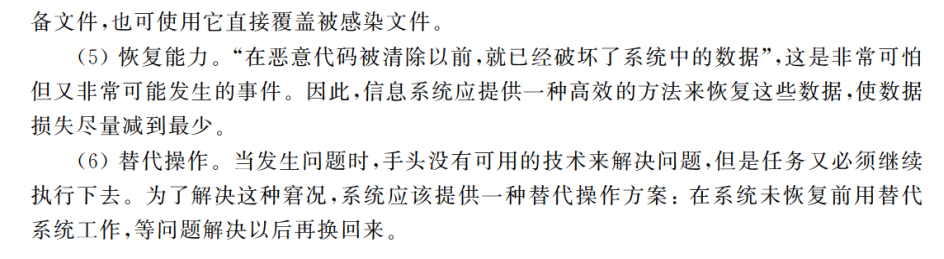 备文件,也可使用它直接覆盖被感染文件。
(5) 恢复能力。“在恶意代码被清除以前,就已经破坏了系统中的数据”,这是非常可怕
但又非常可能发生的事件。因此,信息系统应提供一种高效的方法来恢复这些数据,使数据
损失尽量减到最少。
(6) 替代操作。当发生问题时,手头没有可用的技术来解决问题,但是任务又必须继续
执行下去。为了解决这种窘况,系统应该提供一种替代操作方案: 在系统未恢复前用替代
系统工作,等问题解决以后再换回来。